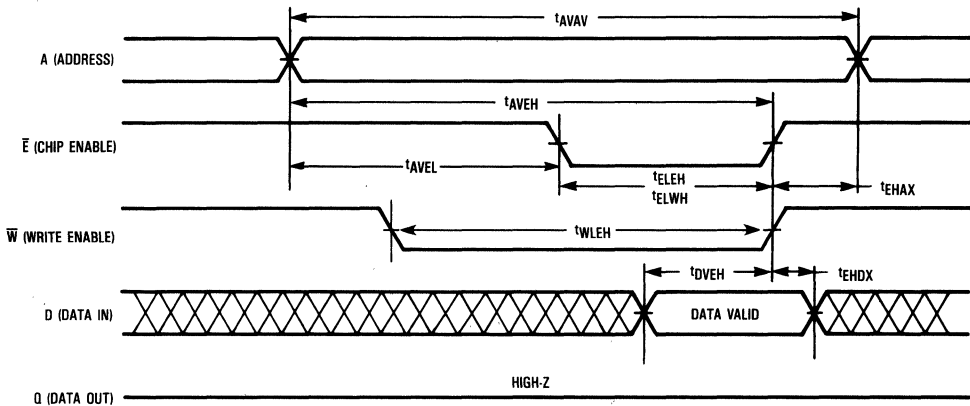 tAVAV
A (ADDRESS)
tAVEH
E̅ (CHIP ENABLE)
tAVEL
tELEH
tELWH
tEHAX
W̅ (WRITE ENABLE)
tWLEH
tDVEH
tEHDX
D (DATA IN)
DATA VALID
HIGH-Z
Q (DATA OUT)